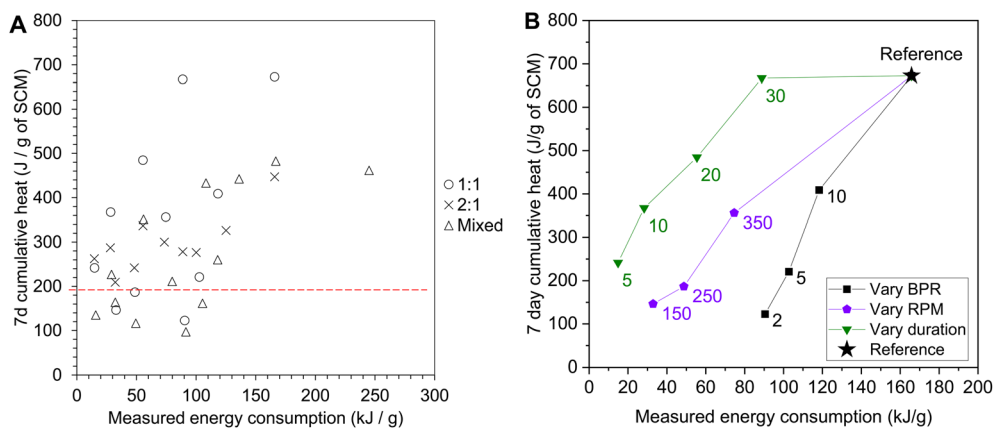 A
800
700
600
500
400
300
200
100
0
7d cumulative heat (J / g of SCM)
0 50 100 150 200 250 300
Measured energy consumption (kJ / g)
1:1
2:1
Mixed
B
800
700
600
500
400
300
200
100
0
7 day cumulative heat (J/g of SCM)
Reference
30
20
10
5
350
250
150
10
5
2
Vary BPR
Vary RPM
Vary duration
Reference
0 20 40 60 80 100 120 140 160 180 200
Measured energy consumption (kJ/g)